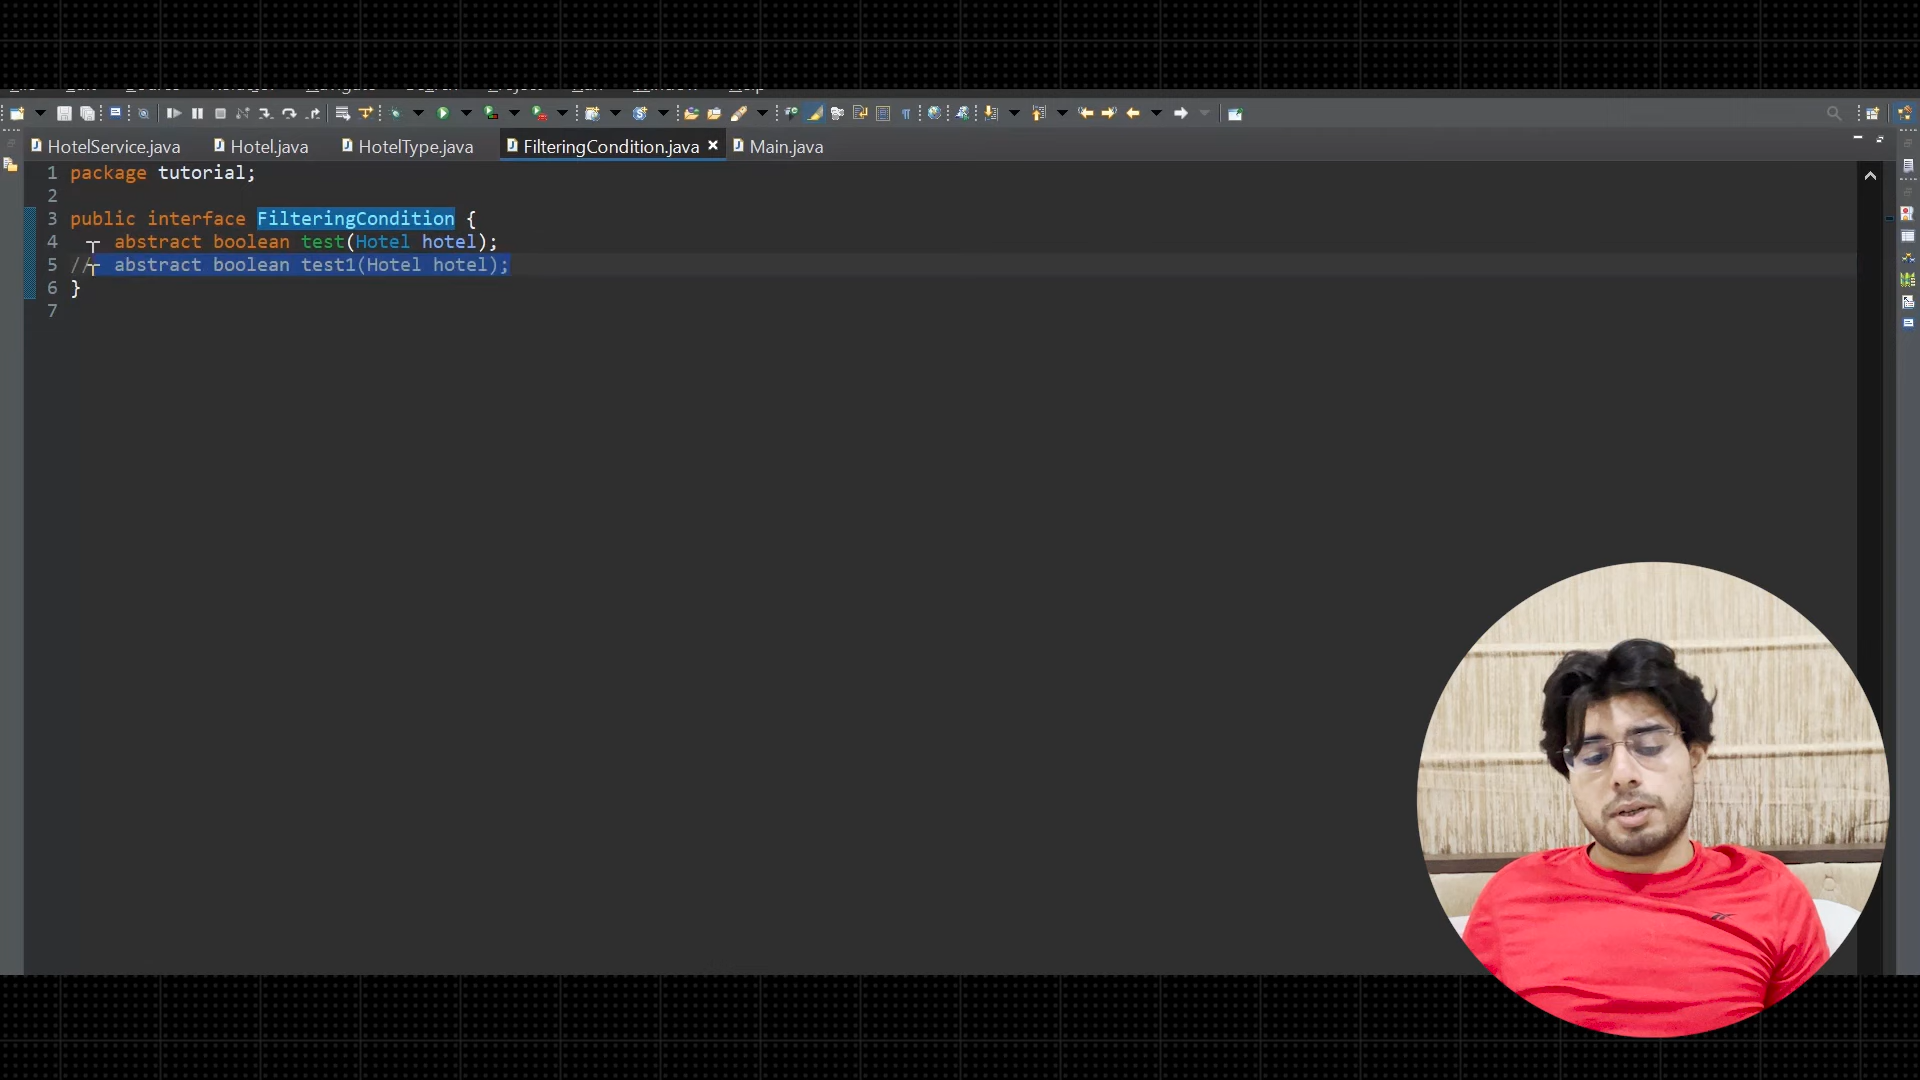 HotelService.java Hotel.java HotelType.java FilteringCondition.java Main.java
1 package tutorial;
2
3 public interface FilteringCondition {
4 abstract boolean test(Hotel hotel);
5 // abstract boolean test1(Hotel hotel);
6 }
7